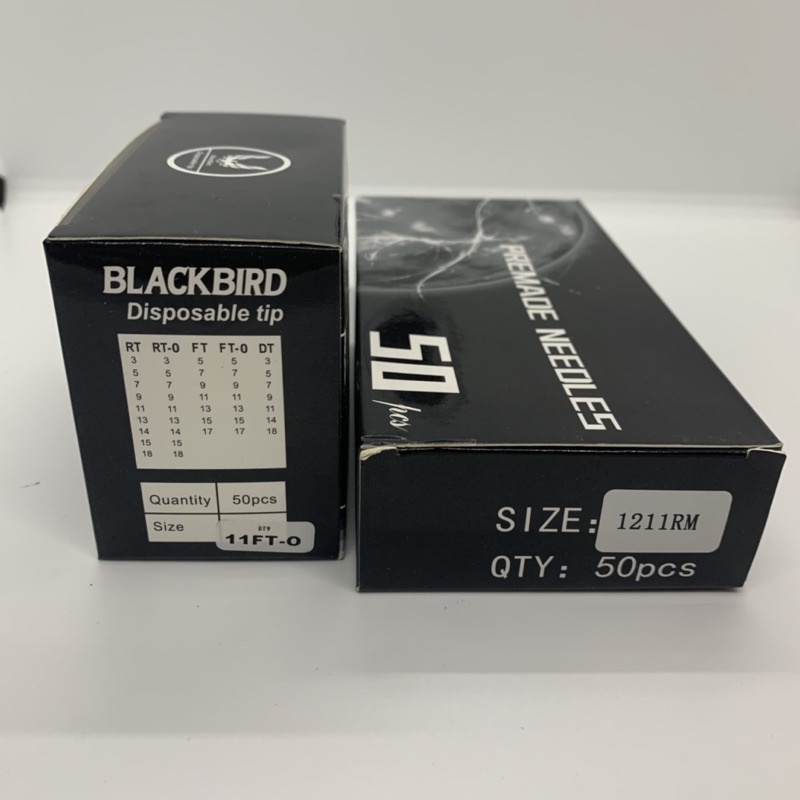 BLACKBIRD
Disposable tip
RT RT-O FT FT-O DT
3 3 5 5 3
5 5 7 7 5
7 7 9 9 7
9 9 11 11 9
11 11 13 13 11
13 13 15 15 14
14 14 17 17 18
15 15
18 18
Quantity 50pcs
Size 11FT-O
PREMADE NEEDLES
50 pcs
SIZE: 1211RM
QTY: 50pcs